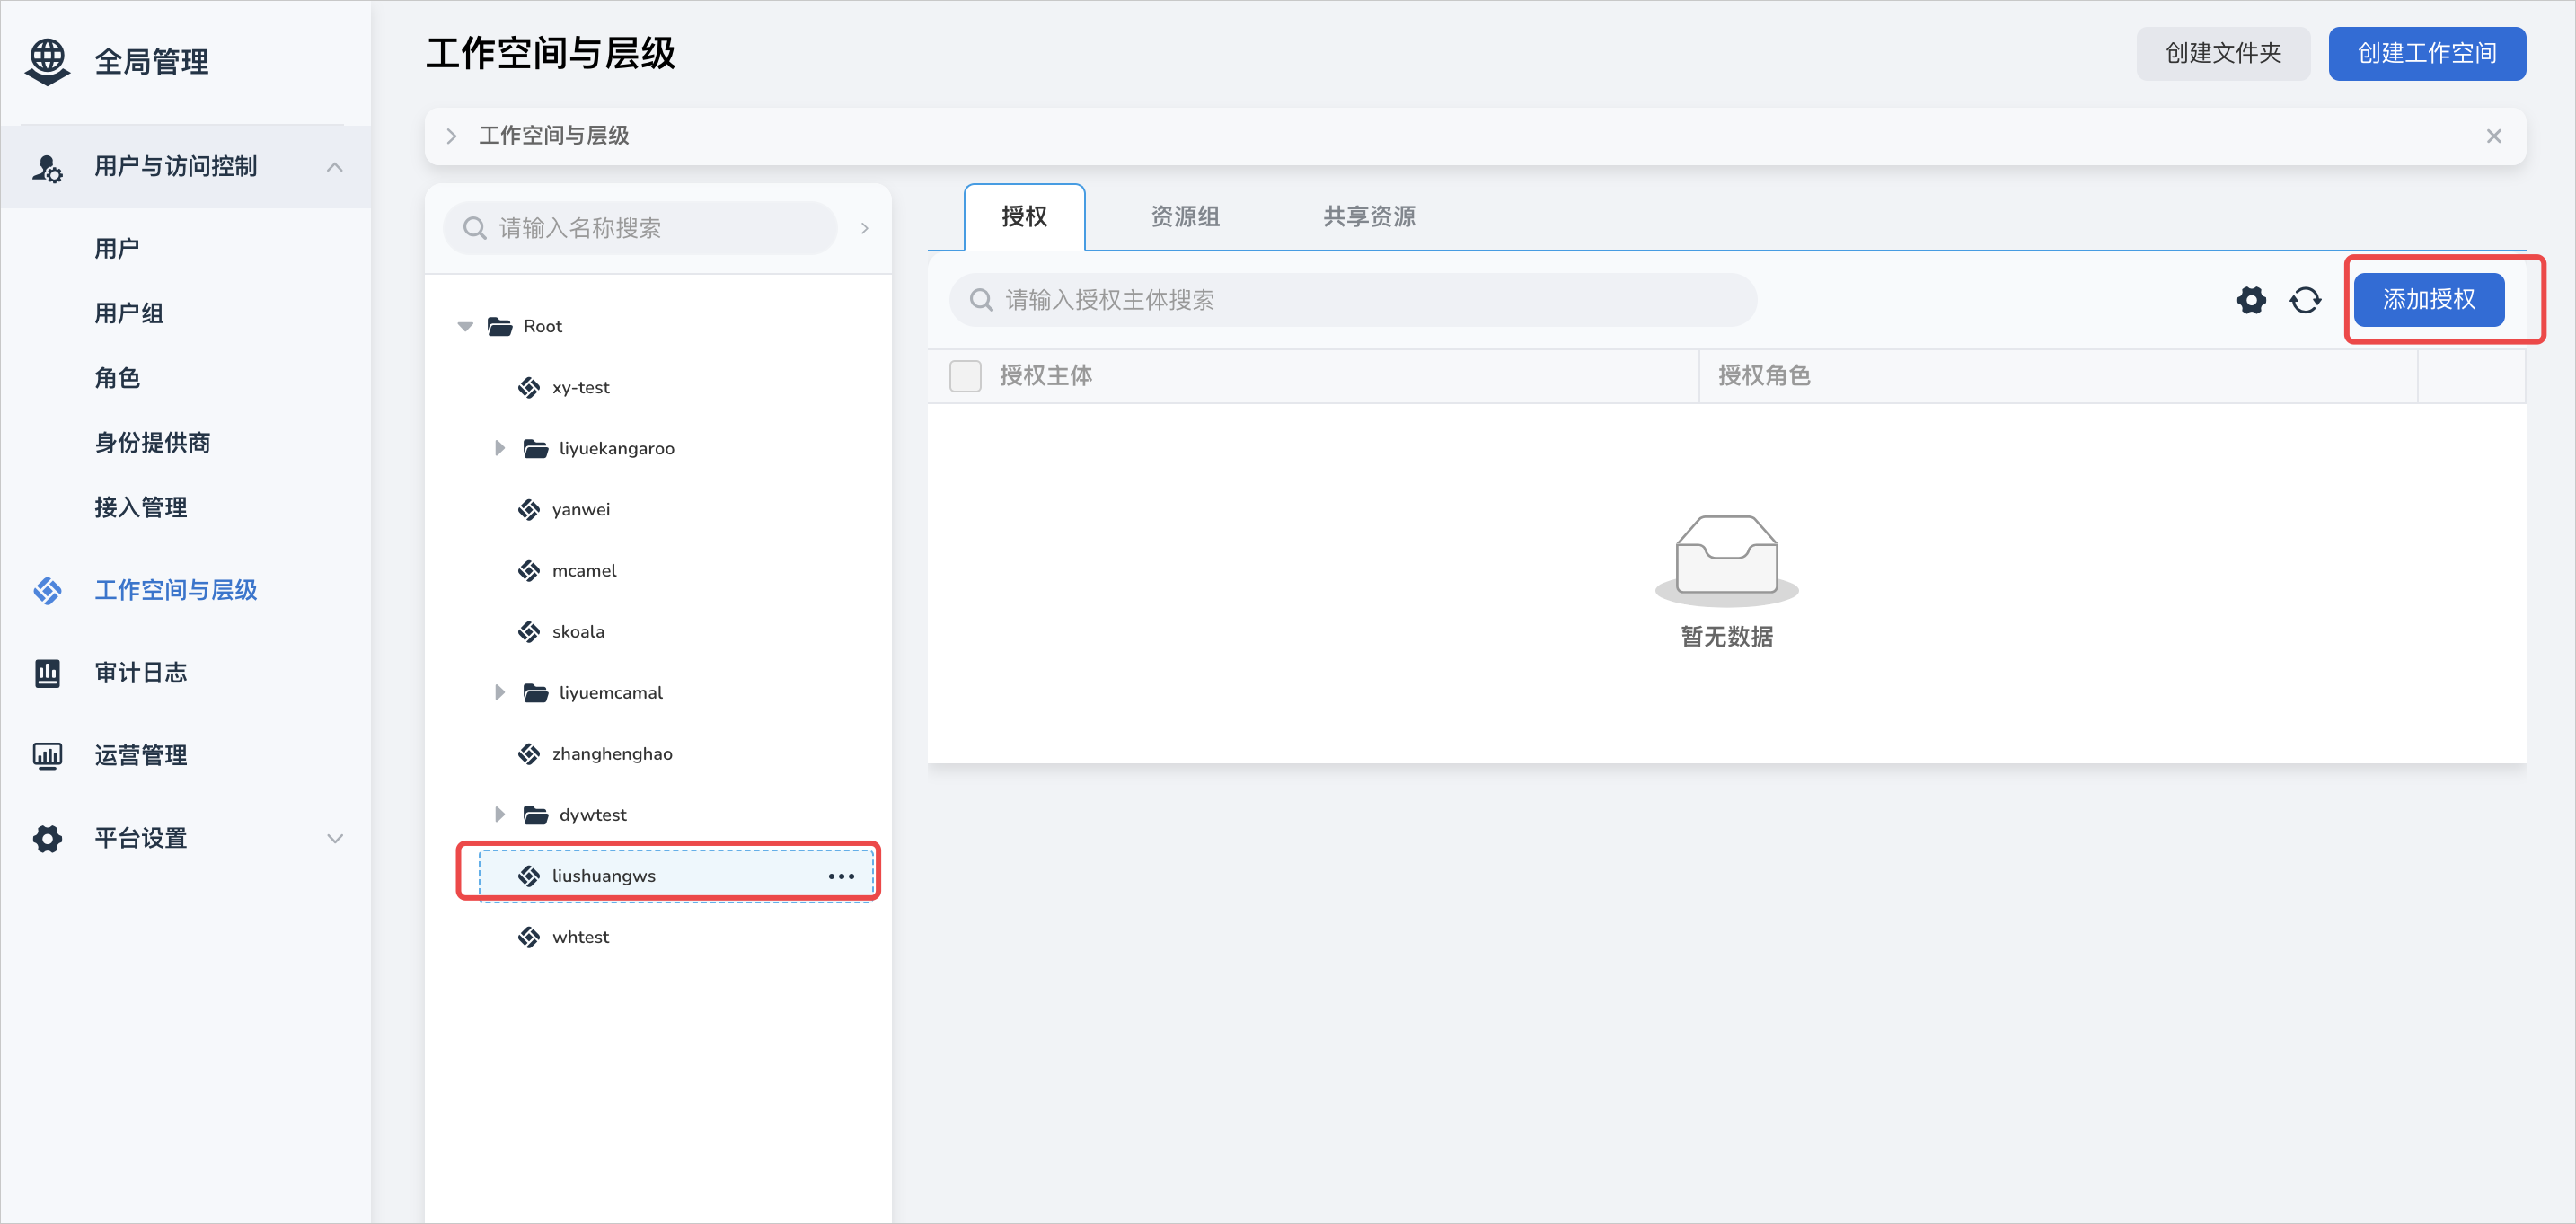 全局管理
用户与访问控制
用户
用户组
角色
身份提供商
接入管理
工作空间与层级
审计日志
运营管理
平台设置
工作空间与层级
创建文件夹
创建工作空间
工作空间与层级
请输入名称搜索
Root
xy-test
liyuekangaroo
yanwei
mcamel
skoala
liyuemcamal
zhanghenghao
dywtest
liushuangws
whtest
授权
资源组
共享资源
请输入授权主体搜索
添加授权
授权主体
授权角色
暂无数据